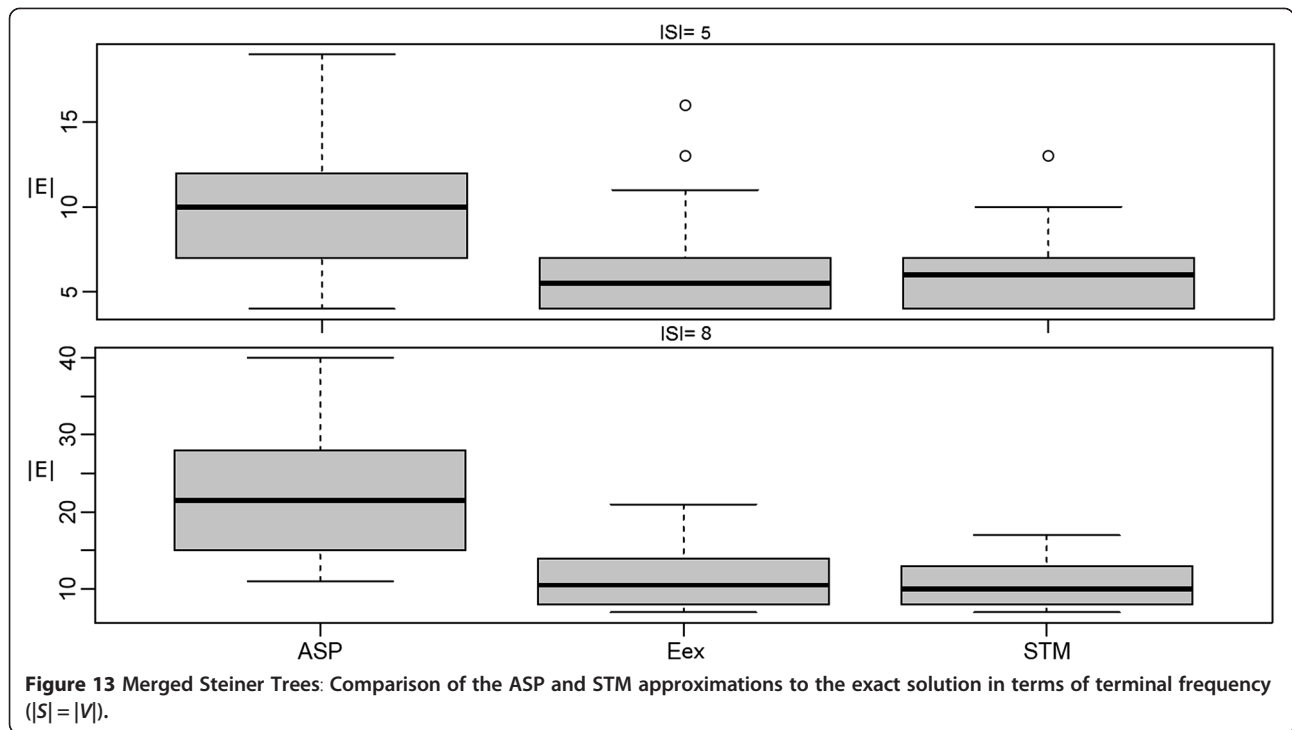 |S|= 5
15
10
5
|E|
|S|= 8
40
30
20
10
|E|
ASP Eex STM
Figure 13 Merged Steiner Trees: Comparison of the ASP and STM approximations to the exact solution in terms of terminal frequency
(|S| = |V|).